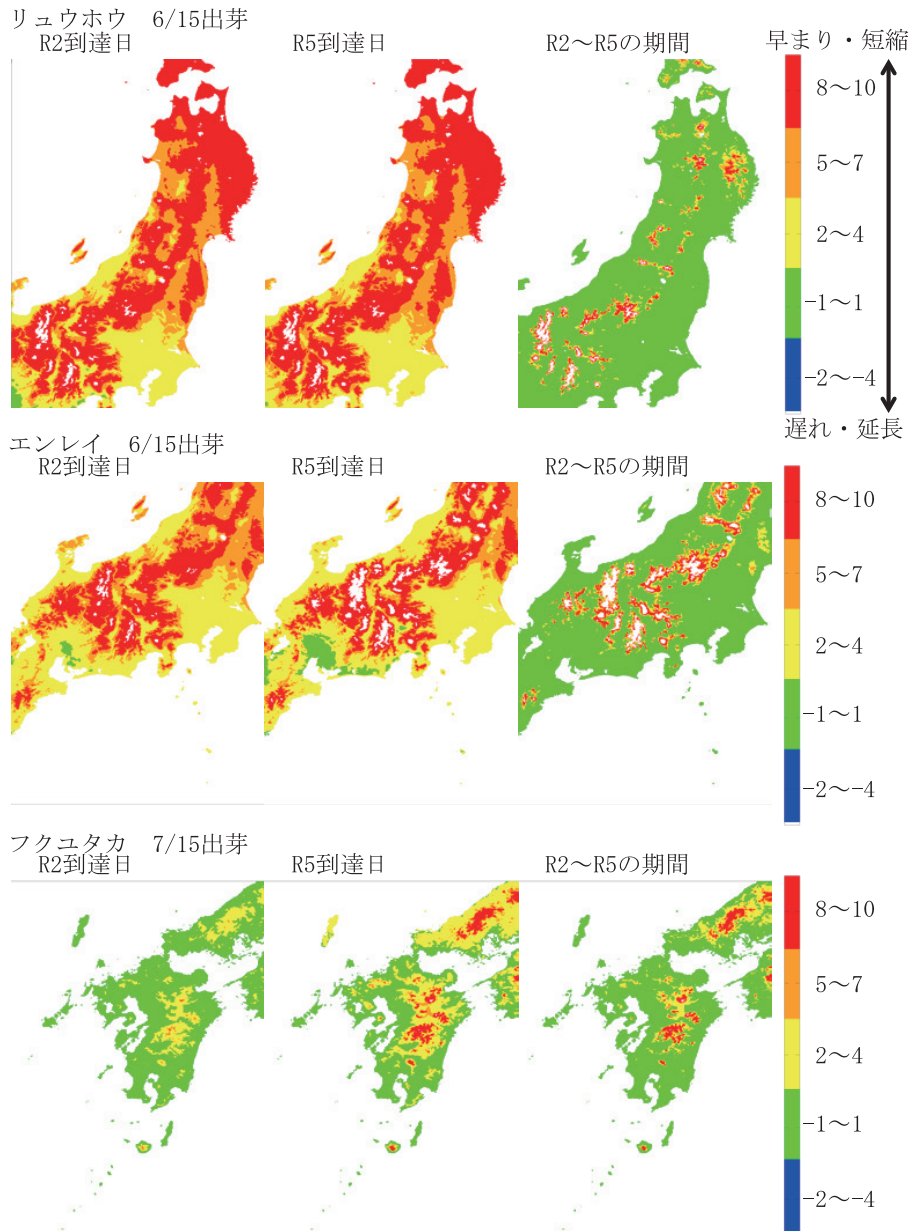 リュウホウ 6/15出芽
R2到達日
R5到達日
R2～R5の期間
早まり・短縮
8～10
5～7
2～4
-1～1
-2～-4
遅れ・延長
エンレイ 6/15出芽
R2到達日
R5到達日
R2～R5の期間
8～10
5～7
2～4
-1～1
-2～-4
フクユタカ 7/15出芽
R2到達日
R5到達日
R2～R5の期間
8～10
5～7
2～4
-1～1
-2～-4